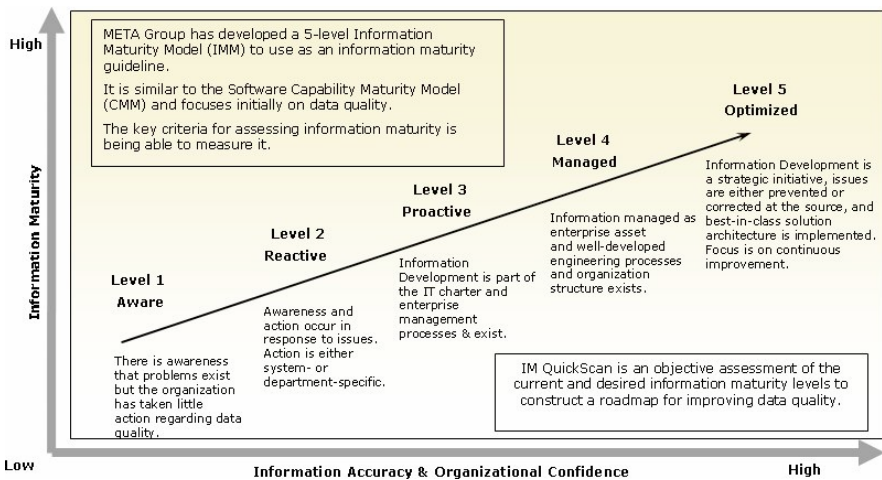 High
META Group has developed a 5-level Information
Maturity Model (IMM) to use as an information maturity
guideline.
It is similar to the Software Capability Maturity Model
(CMM) and focuses initially on data quality.
The key criteria for assessing information maturity is
being able to measure it.
Level 5
Optimized
Information Development is
a strategic initiative, issues
are either prevented or
corrected at the source, and
best-in-class solution
architecture is implemented.
Focus is on continuous
improvement.
Level 4
Managed
Information managed as
enterprise asset
and well-developed
engineering processes
and organization
structure exists.
Level 3
Proactive
Information
Development is part of
the IT charter and
enterprise
management
processes & exist.
Level 2
Reactive
Awareness and
action occur in
response to issues.
Action is either
system- or
department-specific.
Level 1
Aware
There is awareness
that problems exist
but the organization
has taken little
action regarding data
quality.
IM QuickScan is an objective assessment of the
current and desired information maturity levels to
construct a roadmap for improving data quality.
Information Maturity
Low
Information Accuracy & Organizational Confidence
High